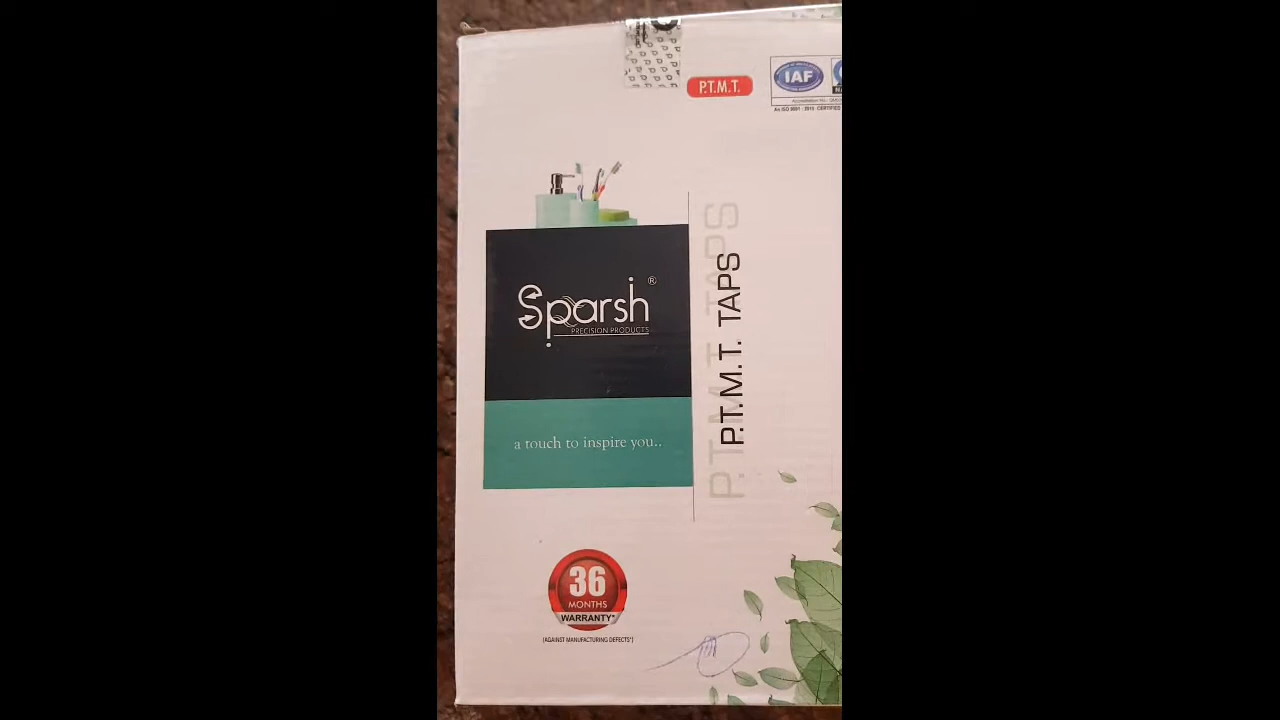 P.T.M.T.
IAF
An ISO 9001 : 2015 CERTIFIED
Sparsh ®
PRECISION PRODUCTS
a touch to inspire you..
P.T.M.T. TAPS
P.T.M.T. TAPS
36
MONTHS
WARRANTY*
(AGAINST MANUFACTURING DEFECTS*)